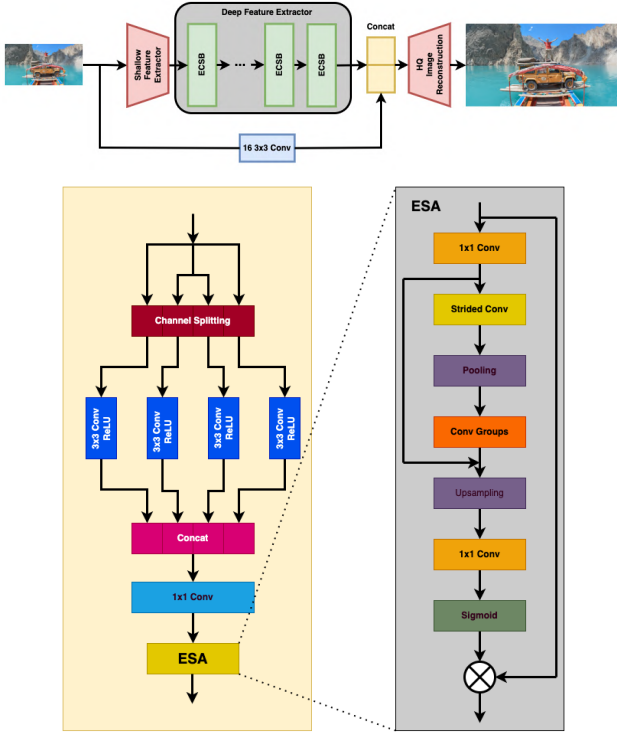 Deep Feature Extractor
Concat
Shallow
Feature
Extractor
ECSB
...
ECSB
ECSB
HQ
Image
Reconstruction
16 3x3 Conv
ESA
1x1 Conv
Channel Splitting
Strided Conv
Pooling
3x3 Conv
ReLU
3x3 Conv
ReLU
3x3 Conv
ReLU
3x3 Conv
ReLU
Conv Groups
Upsampling
Concat
1x1 Conv
1x1 Conv
Sigmoid
ESA